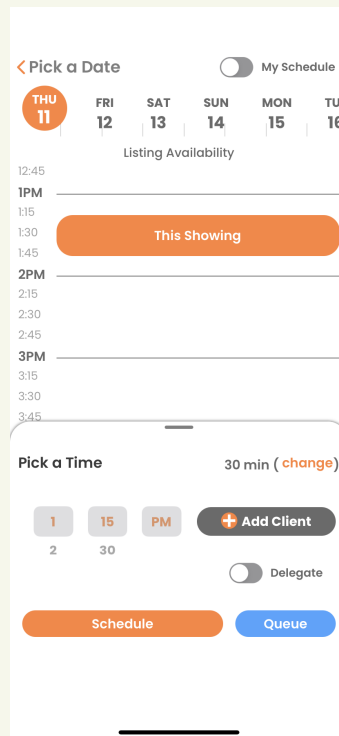 Pick a Date
My Schedule
THU FRI SAT SUN MON TU
11 12 13 14 15 16
Listing Availability
12:45
1PM
1:15
1:30 This Showing
1:45
2PM
2:15
2:30
2:45
3PM
3:15
3:30
3:45
Pick a Time
30 min ( change)
1 15 PM
Add Client
2 30
Delegate
Schedule
Queue